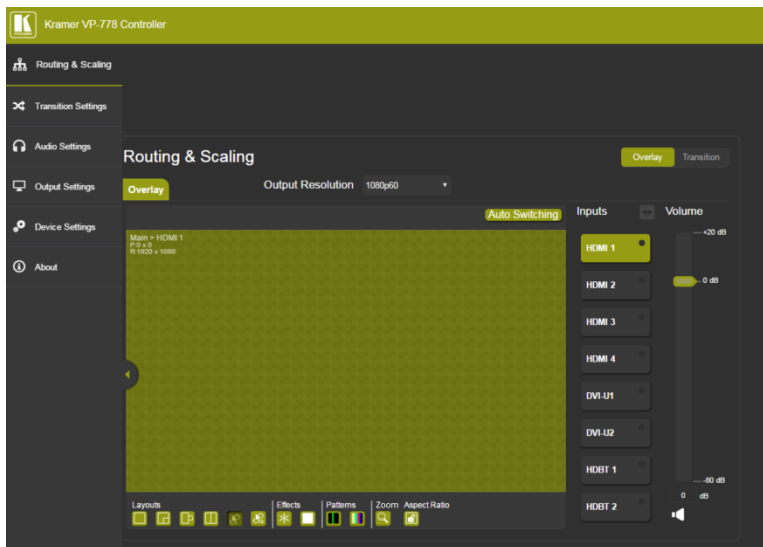 Kramer VP-778 Controller
Routing & Scaling
Transition Settings
Audio Settings
Output Settings
Device Settings
About
Routing & Scaling
Overlay Transition
Overlay
Output Resolution 1080p60
Auto Switching
Inputs
Volume
Main > HDMI 1
P:0 x 0
R:1920 x 1080
HDMI 1
HDMI 2
HDMI 3
HDMI 4
DVI-U1
DVI-U2
HDBT 1
HDBT 2
+20 dB
0 dB
-80 dB
0 dB
Layouts Effects Patterns Zoom Aspect Ratio